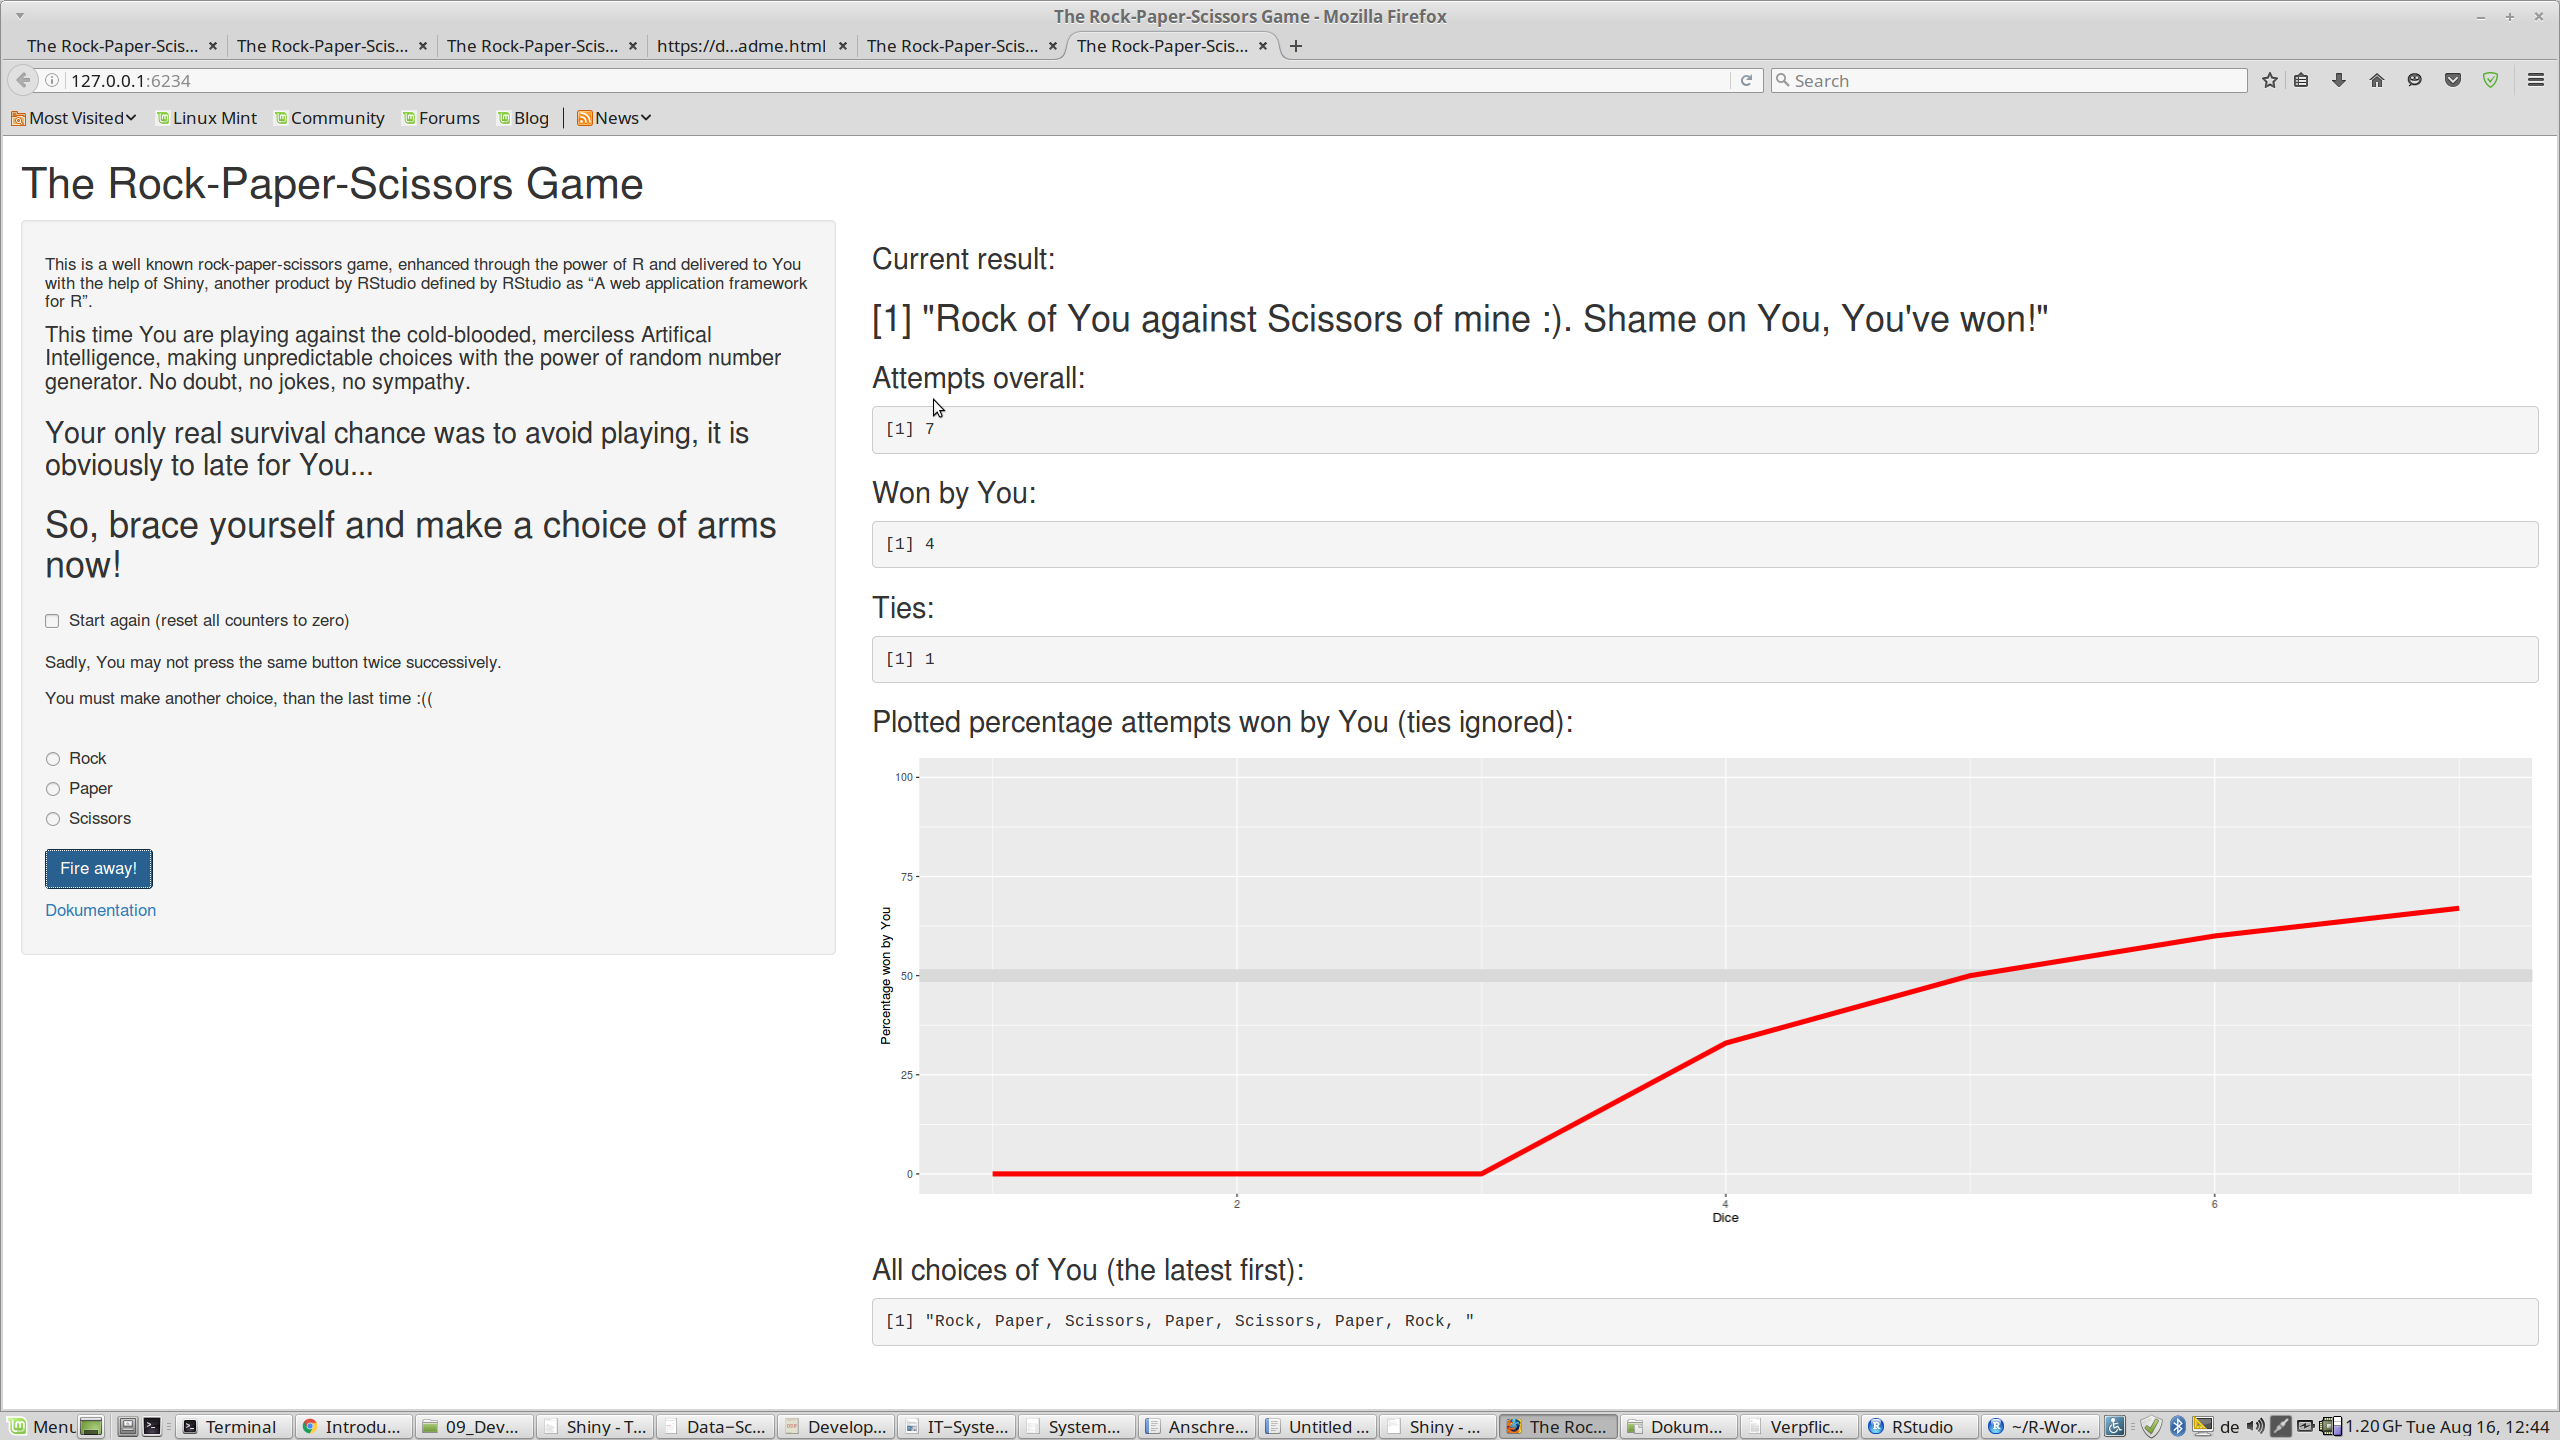 The Rock-Paper-Scissors Game - Mozilla Firefox
The Rock-Paper-Scis... The Rock-Paper-Scis... The Rock-Paper-Scis... https://d...adme.html The Rock-Paper-Scis... The Rock-Paper-Scis...
127.0.0.1:6234 Search
Most Visited Linux Mint Community Forums Blog News
The Rock-Paper-Scissors Game
This is a well known rock-paper-scissors game, enhanced through the power of R and delivered to You
with the help of Shiny, another product by RStudio defined by RStudio as “A web application framework
for R”.
This time You are playing against the cold-blooded, merciless Artifical
Intelligence, making unpredictable choices with the power of random number
generator. No doubt, no jokes, no sympathy.
Your only real survival chance was to avoid playing, it is
obviously to late for You...
So, brace yourself and make a choice of arms
now!
Start again (reset all counters to zero)
Sadly, You may not press the same button twice successively.
You must make another choice, than the last time :((
Rock
Paper
Scissors
Fire away!
Dokumentation
Current result:
[1] "Rock of You against Scissors of mine :). Shame on You, You've won!"
Attempts overall:
[1] 7
Won by You:
[1] 4
Ties:
[1] 1
Plotted percentage attempts won by You (ties ignored):
100
75
50
25
0
Percentage won by You
2 4 6
Dice
All choices of You (the latest first):
[1] "Rock, Paper, Scissors, Paper, Scissors, Paper, Rock, "
Menu Terminal Introdu... 09_Dev... Shiny - T... Data-Sc... Develop... IT-Syste... System... Anschre... Untitled ... Shiny - ... The Roc... Dokum... Verpflic... RStudio ~/R-Wor... de 1.20 GH Tue Aug 16, 12:44